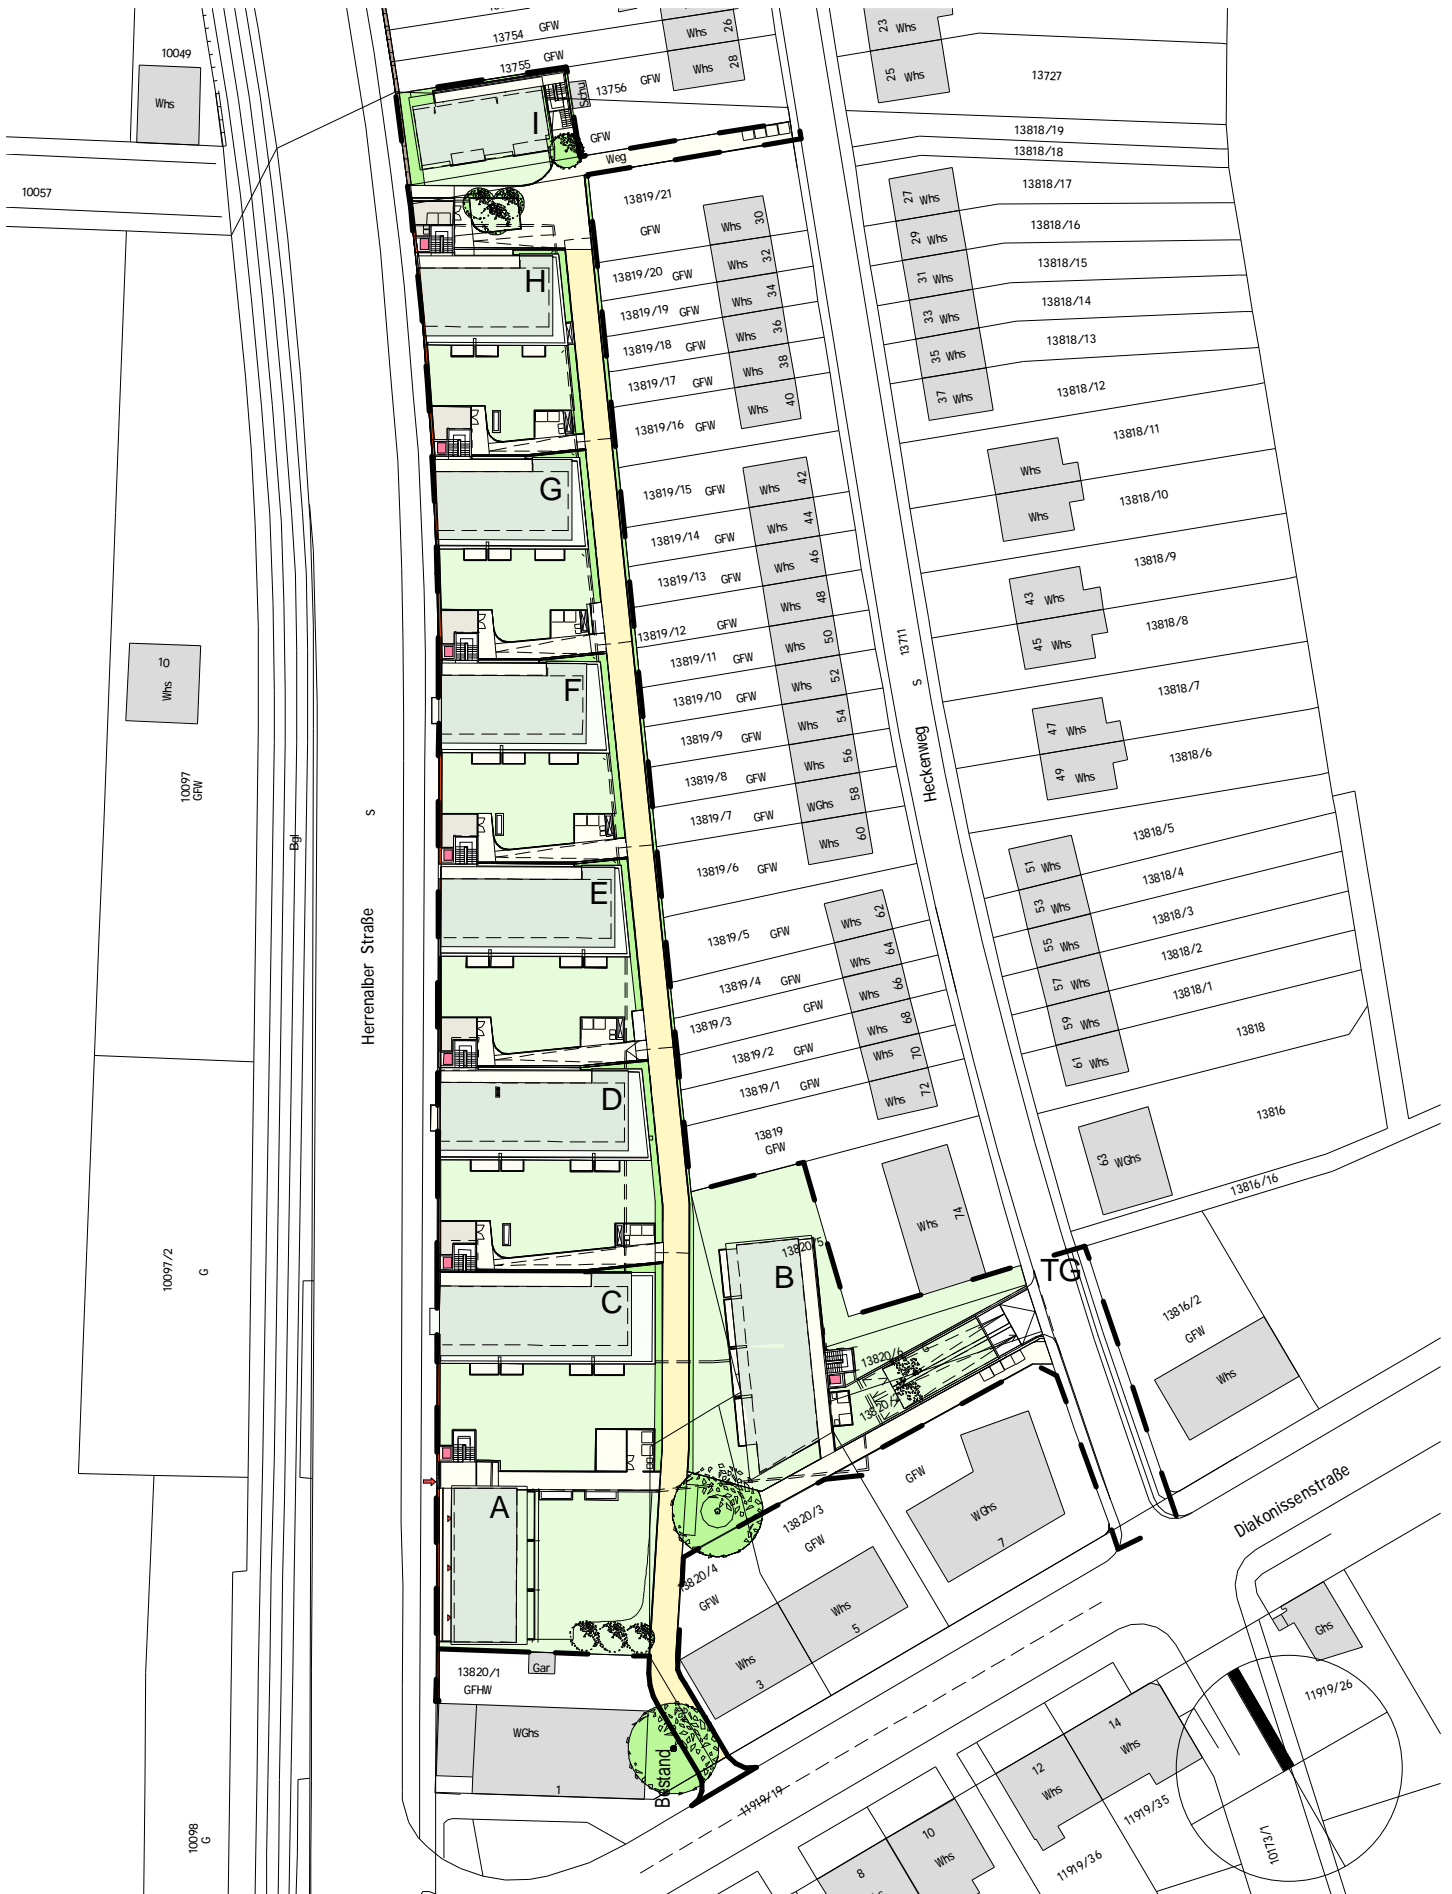 13754 GFW
Whs 26
23 Whs
10049
13755 GFW
Whs 28
25 Whs
13727
Whs
Schu
13756 GFW
I
GFW
13818/19
Weg
13818/18
10057
13819/21
27 Whs
13818/17
GFW
Whs 30
29 Whs
13818/16
H
13819/20 GFW
Whs 32
31 Whs
13818/15
13819/19 GFW
Whs 34
33 Whs
13818/14
13819/18 GFW
Whs 36
35 Whs
13818/13
13819/17 GFW
Whs 38
37 Whs
13818/12
13819/16 GFW
Whs 40
13818/11
Whs
G
13819/15 GFW
Whs 42
13818/10
Whs
13819/14 GFW
Whs 44
13819/13 GFW
Whs 46
13818/9
43 Whs
13819/12 GFW
Whs 48
13818/8
45 Whs
13819/11 GFW
Whs 50
13711
S
10
Whs
F
13819/10 GFW
Whs 52
13818/7
13819/9 GFW
Whs 54
47 Whs
13818/6
13819/8 GFW
Whs 56
49 Whs
Heckenweg
10097
GFW
13819/7 GFW
WGhs 58
S
Bgl
Whs 60
13818/5
13819/6 GFW
51 Whs
13818/4
E
53 Whs
13818/3
Herrenalber Straße
13819/5 GFW
Whs 62
55 Whs
13818/2
13819/4 GFW
Whs 64
57 Whs
13818/1
13819/3 GFW
Whs 66
59 Whs
13818
13819/2 GFW
Whs 68
61 Whs
D
13819/1 GFW
Whs 70
Whs 72
13816
13819
GFW
63 WGhs
13816/16
Whs 74
13820/5
TG
B
10097/2
G
C
13816/2
GFW
13820/6
G
Whs
GFW
A
13820/3
GFW
WGhs
7
Diakonissenstraße
13820/4
GFW
Whs
5
Ghs
Gar
13820/1
GFHW
Whs
3
11919/26
WGhs
1
Bestand
14
Whs
12
Whs
11919/19
11919/35
10098
G
10
Whs
11919/36
10173/1
8